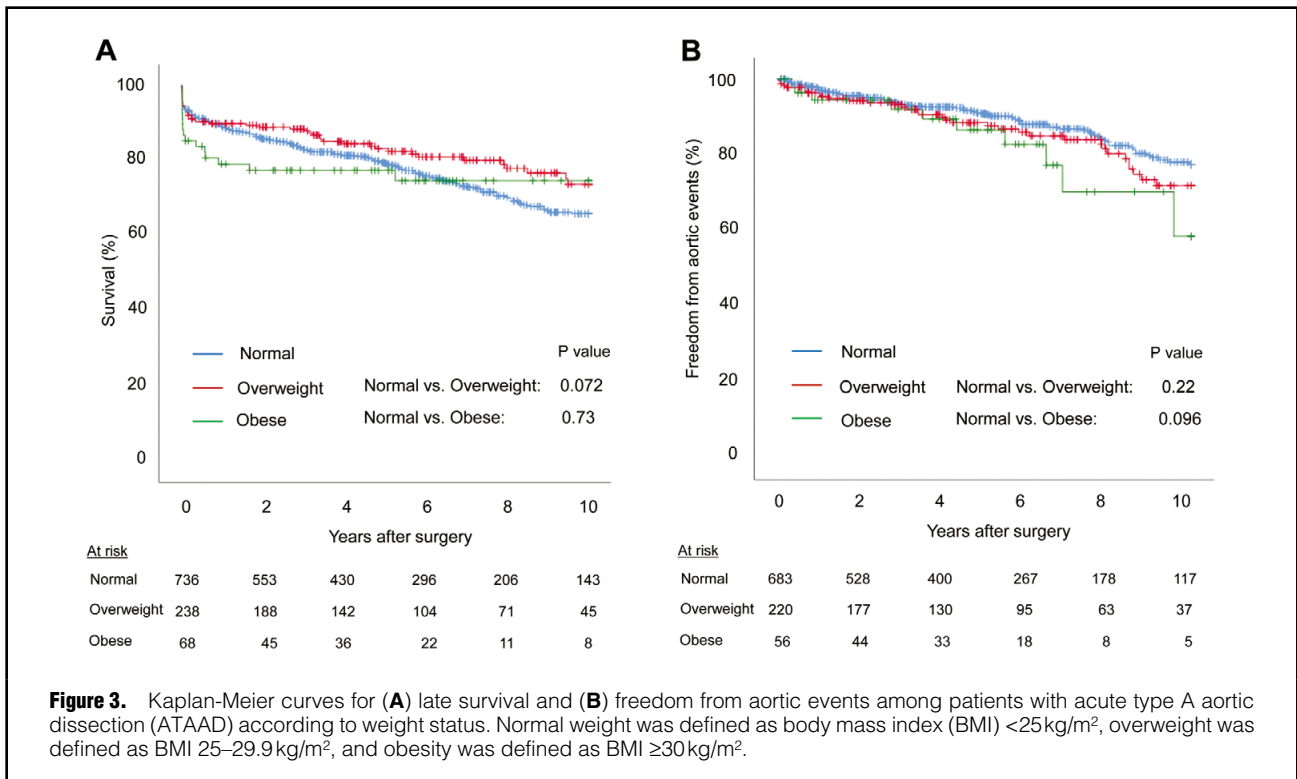 A
100
80
60
40
20
0
Survival (%)
Normal
Overweight
Obese
P value
Normal vs. Overweight: 0.072
Normal vs. Obese: 0.73
0 2 4 6 8 10
Years after surgery
At risk
Normal 736 553 430 296 206 143
Overweight 238 188 142 104 71 45
Obese 68 45 36 22 11 8
B
100
80
60
40
20
0
Freedom from aortic events (%)
Normal
Overweight
Obese
P value
Normal vs. Overweight: 0.22
Normal vs. Obese: 0.096
0 2 4 6 8 10
Years after surgery
At risk
Normal 683 528 400 267 178 117
Overweight 220 177 130 95 63 37
Obese 56 44 33 18 8 5
Figure 3. Kaplan-Meier curves for (A) late survival and (B) freedom from aortic events among patients with acute type A aortic
dissection (ATAAD) according to weight status. Normal weight was defined as body mass index (BMI) <25 kg/m², overweight was
defined as BMI 25–29.9 kg/m², and obesity was defined as BMI ≥30 kg/m².